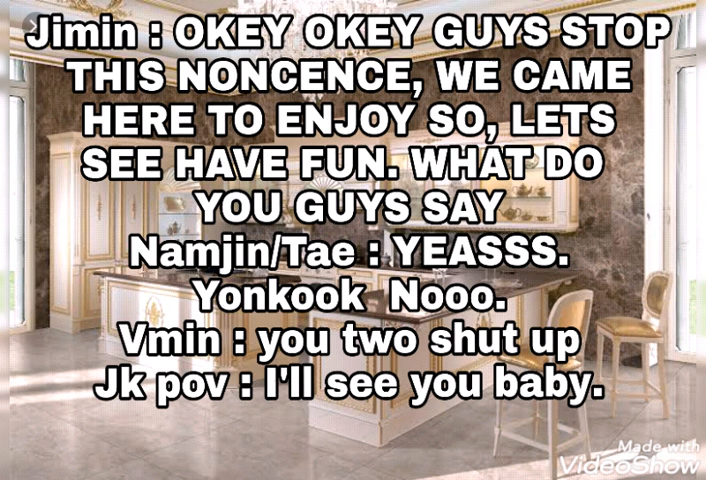 Jimin : OKEY OKEY GUYS STOP
THIS NONCENCE, WE CAME
HERE TO ENJOY SO, LETS
SEE HAVE FUN. WHAT DO
YOU GUYS SAY
Namjin/Tae : YEASSS.
Yonkook Nooo.
Vmin : you two shut up
Jk pov : I'll see you baby.
Made with
VideoShow